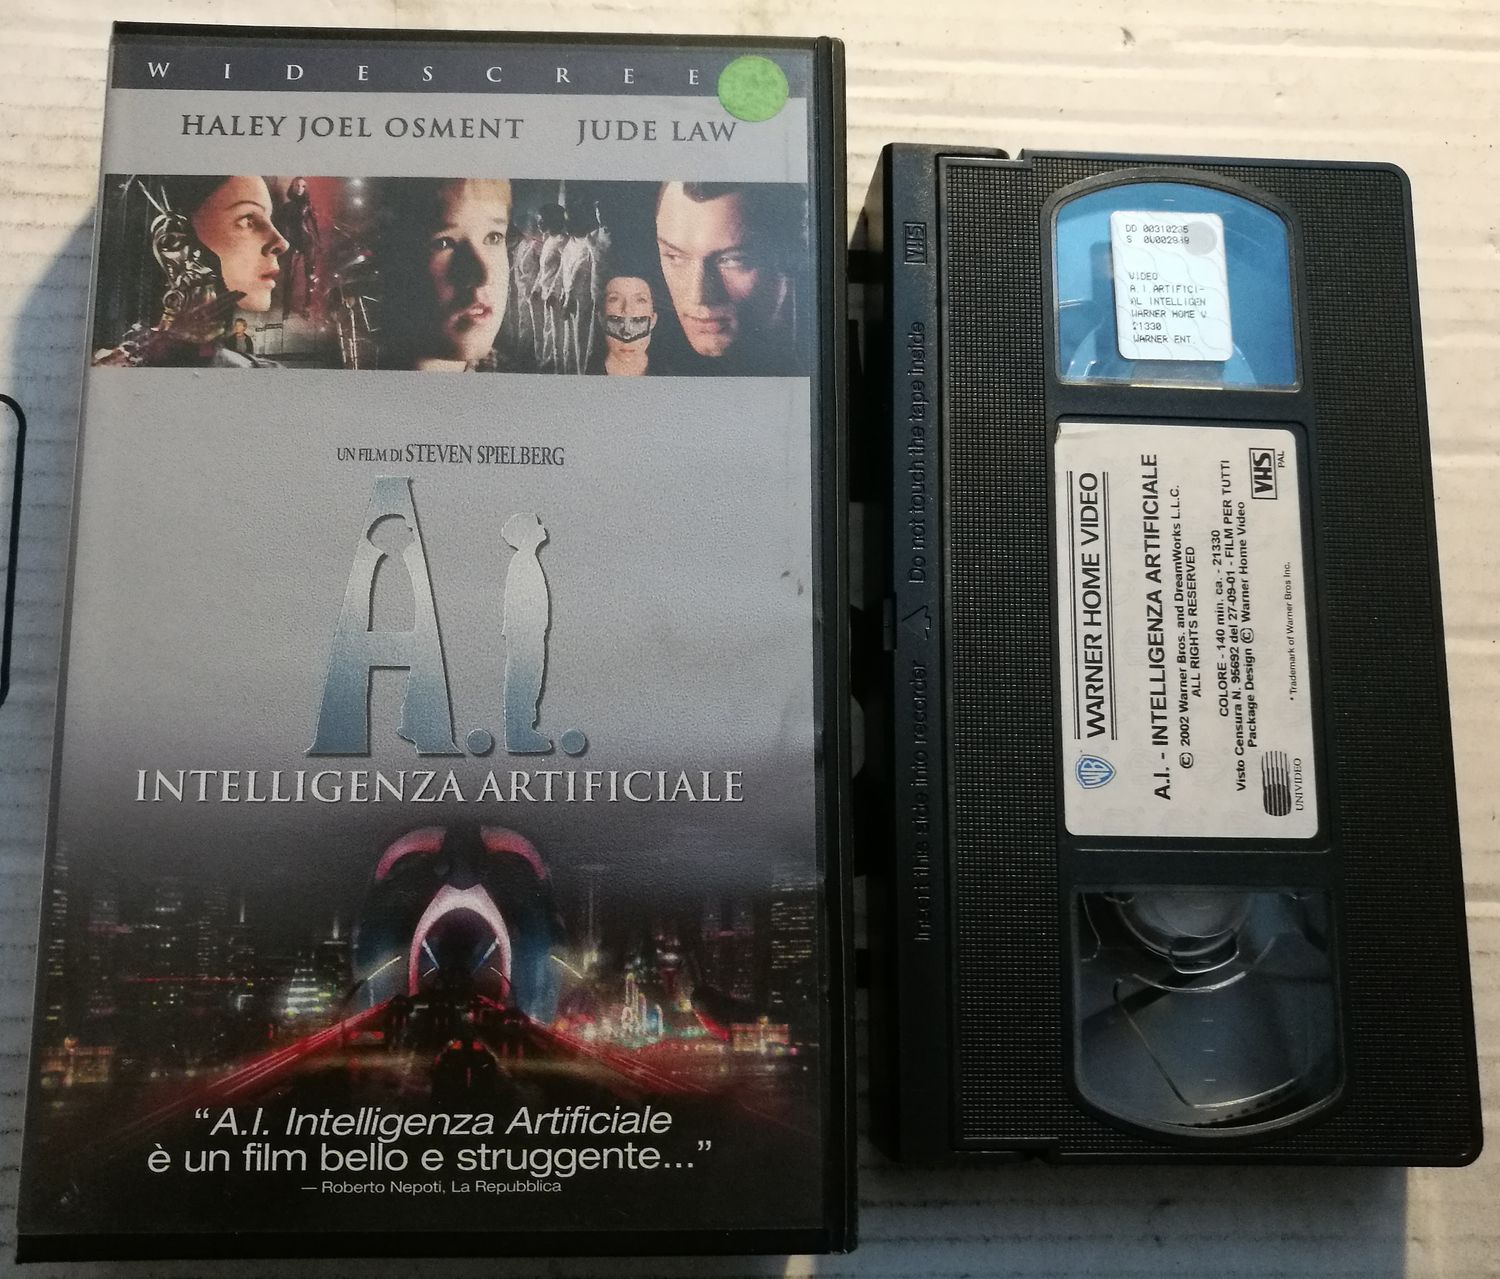 WIDESCREE
HALEY JOEL OSMENT JUDE LAW
UN FILM DI STEVEN SPIELBERG
A.I.
INTELLIGENZA ARTIFICIALE
“A.I. Intelligenza Artificiale
è un film bello e struggente...”
— Roberto Nepoti, La Repubblica
VHS
Do not touch the tape inside
Insert this side into recorder
VIDEO
A.I.ARTIFICI-
AL INTELLIGEN
WARNER HOME V
21330
WARNER ENT.
WB
WARNER HOME VIDEO
A.I. - INTELLIGENZA ARTIFICIALE
© 2002 Warner Bros. and DreamWorks L.L.C.
ALL RIGHTS RESERVED
COLORE - 140 min. ca. - 21330
Visto Censura N. 95692 del 27-09-01 - FILM PER TUTTI
Package Design © Warner Home Video
VHS
PAL
UNIVIDEO
* Trademark of Warner Bros Inc.